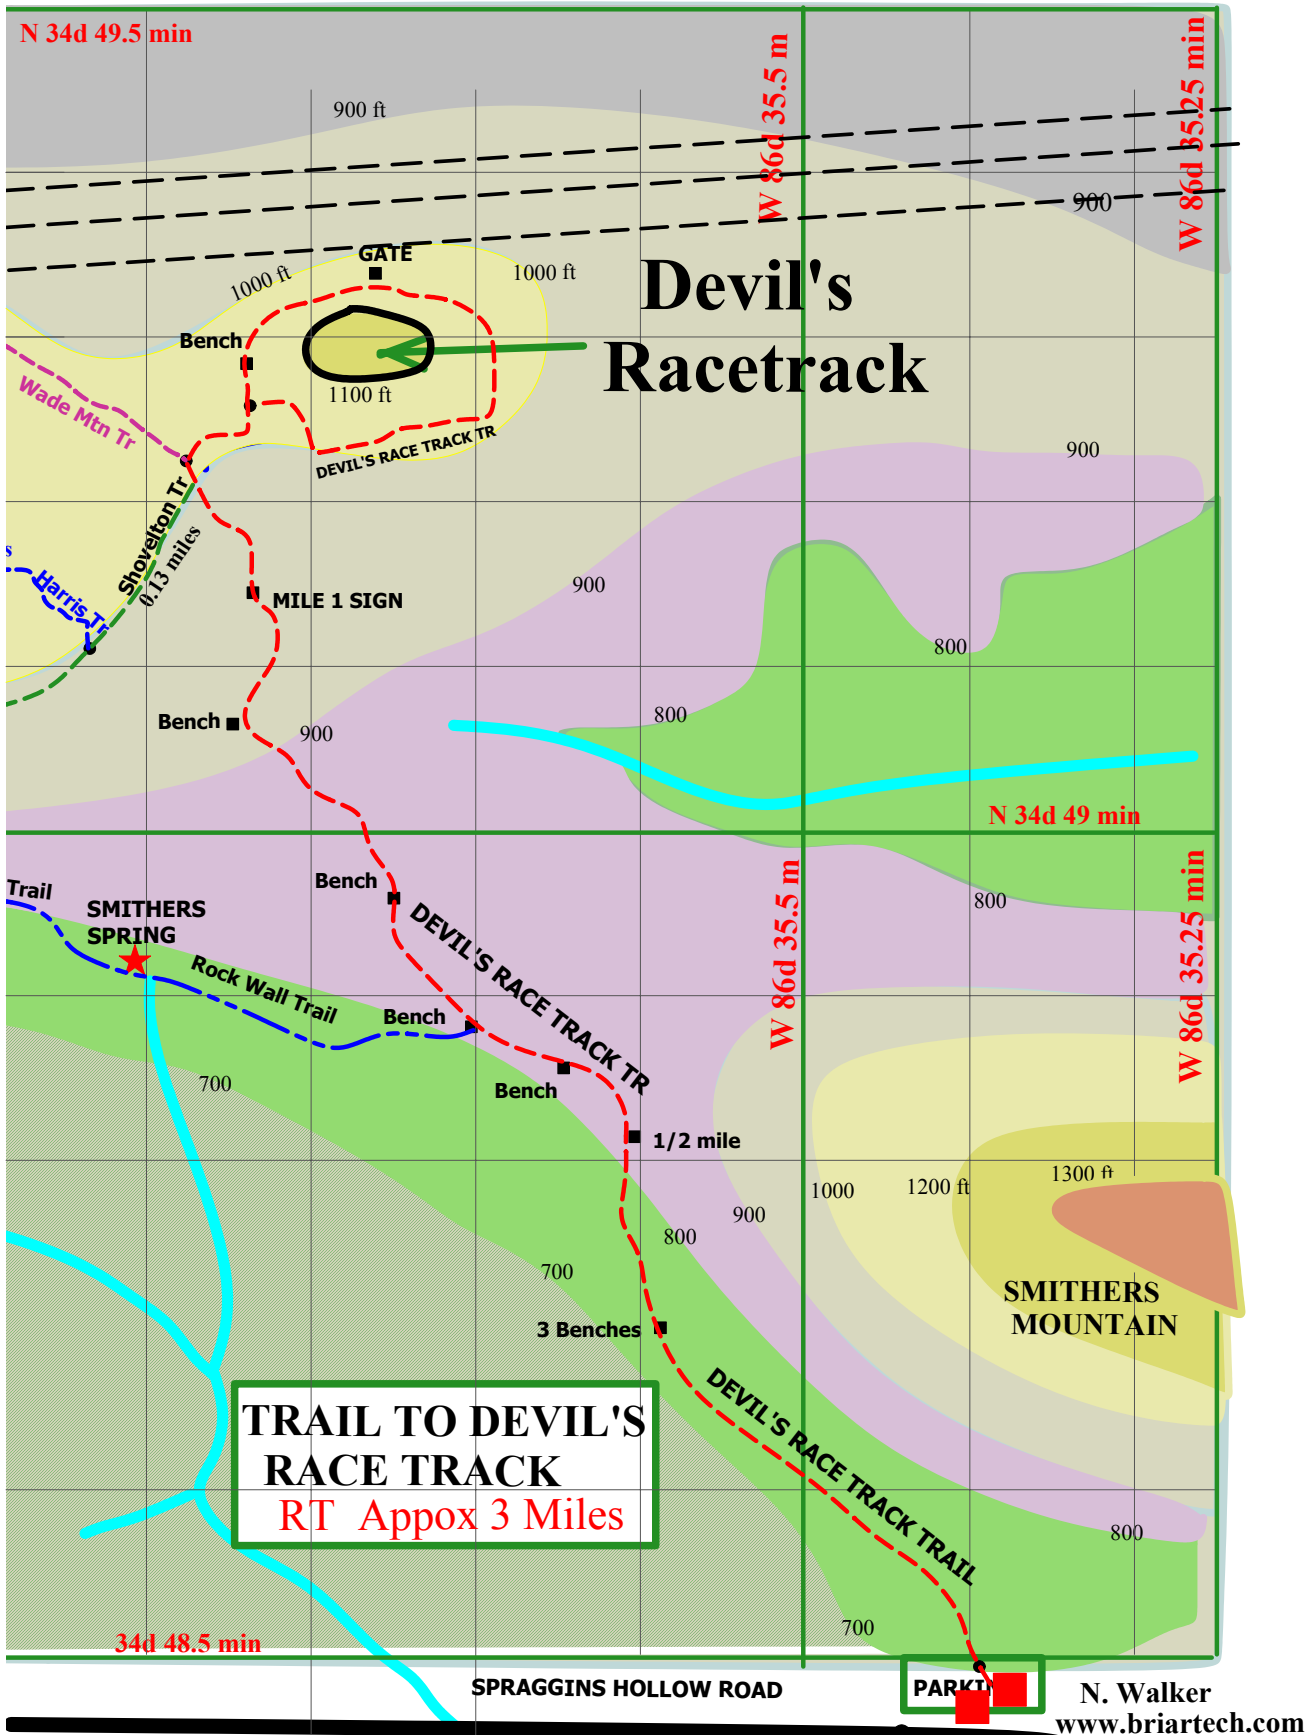 N 34d 49.5 min
W 86d 35.5 m
W 86d 35.25 min
900 ft
900
GATE
1000 ft
1000 ft
Devil's
Racetrack
Bench
1100 ft
Wade Mtn Tr
DEVIL'S RACE TRACK TR
900
Shovelton Tr
0.13 miles
s
Harris Tr
900
MILE 1 SIGN
800
Bench
900
800
N 34d 49 min
Trail
SMITHERS
SPRING
Bench
800
W 86d 35.5 m
W 86d 35.25 min
DEVIL'S RACE TRACK TR
Rock Wall Trail
Bench
700
Bench
1/2 mile
1300 ft
1200 ft
1000
900
800
700
SMITHERS
MOUNTAIN
3 Benches
TRAIL TO DEVIL'S
RACE TRACK
RT Appox 3 Miles
DEVIL'S RACE TRACK TRAIL
800
700
34d 48.5 min
SPRAGGINS HOLLOW ROAD
PARKIN
N. Walker
www.briartech.com